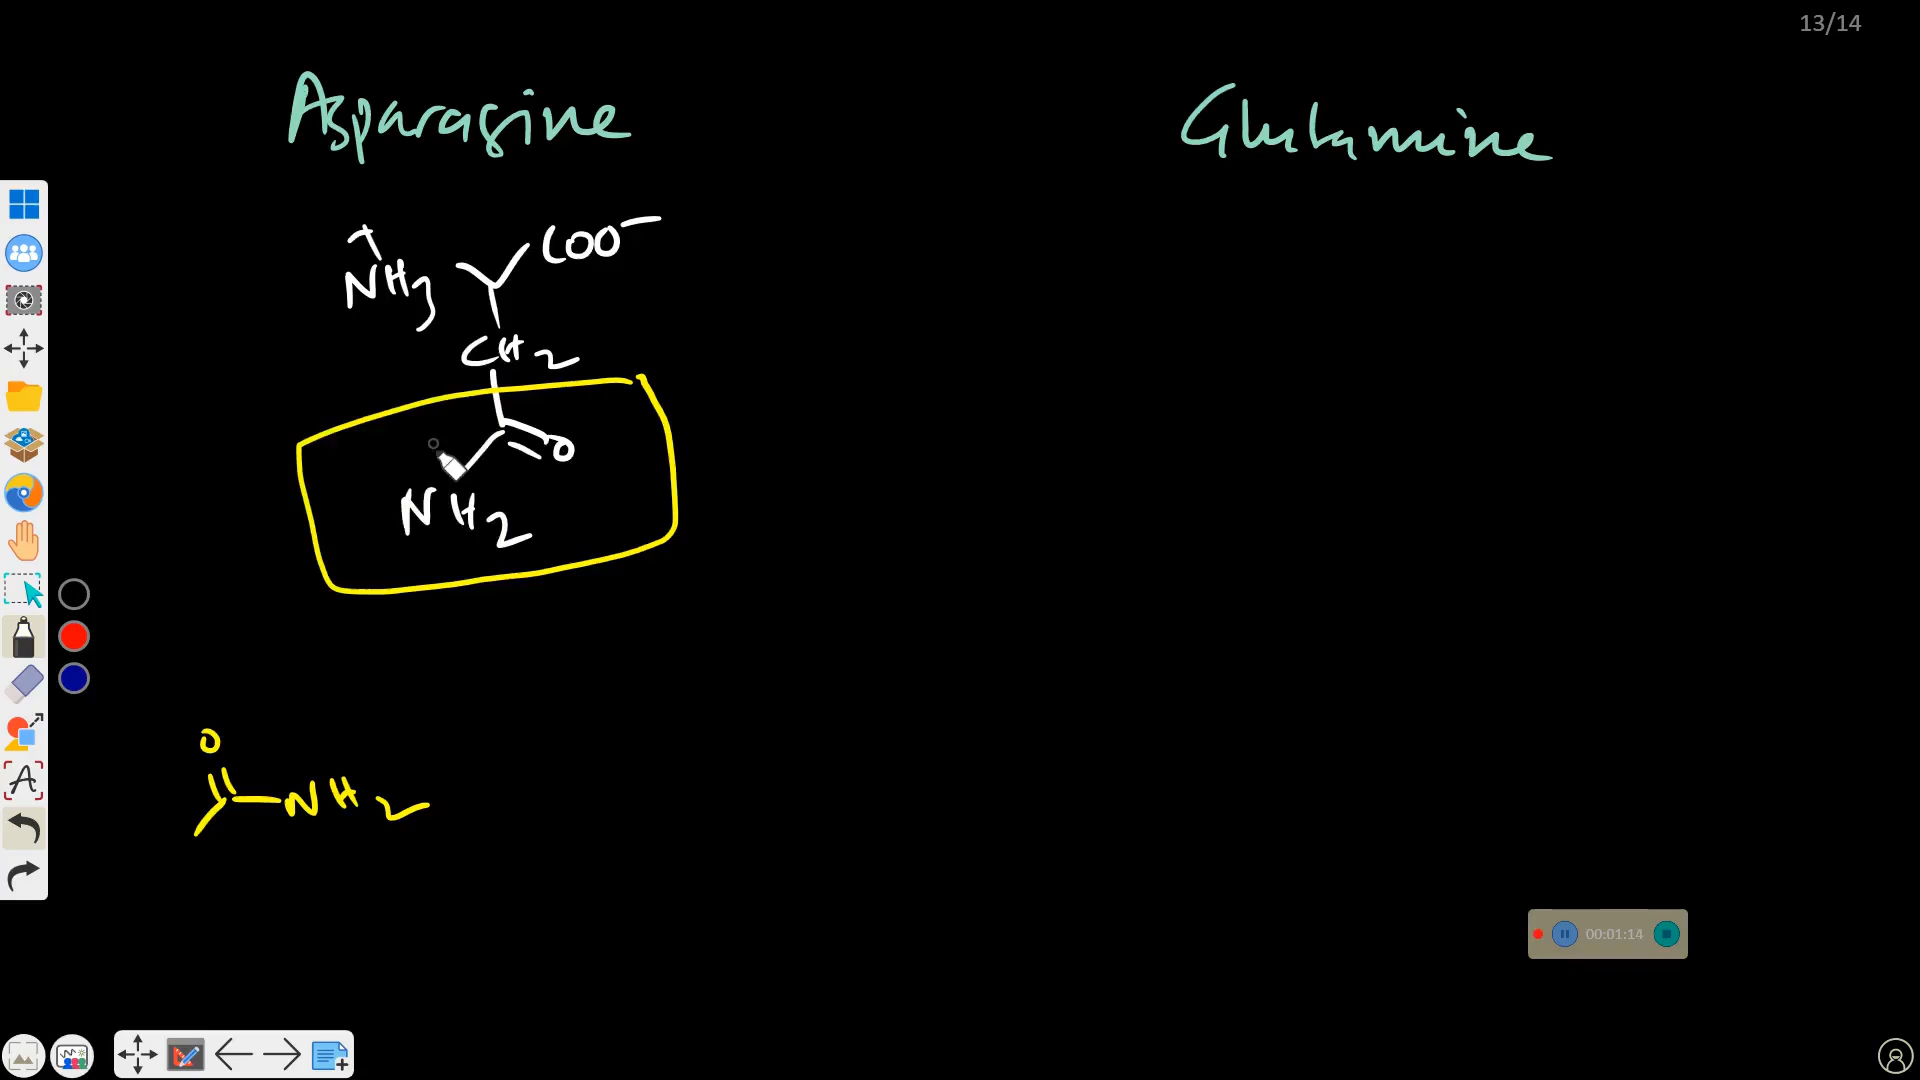 13/14
Asparagine
Glutamine
+
NH3
COO-
CH2
O
NH2
O
NH2
00:01:14